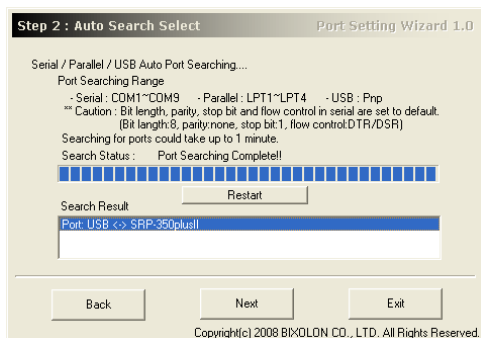 Step 2 : Auto Search Select Port Setting Wizard 1.0
Serial / Parallel / USB Auto Port Searching....
Port Searching Range
- Serial : COM1~COM9 - Parallel : LPT1~LPT4 - USB : Pnp
** Caution : Bit length, parity, stop bit and flow control in serial are set to default.
(Bit length:8, parity:none, stop bit:1, flow control:DTR/DSR)
Searching for ports could take up to 1 minute.
Search Status : Port Searching Complete!!
Restart
Search Result
Port: USB <-> SRP-350plusII
Back Next Exit
Copyright(c) 2008 BIXOLON CO., LTD. All Rights Reserved.